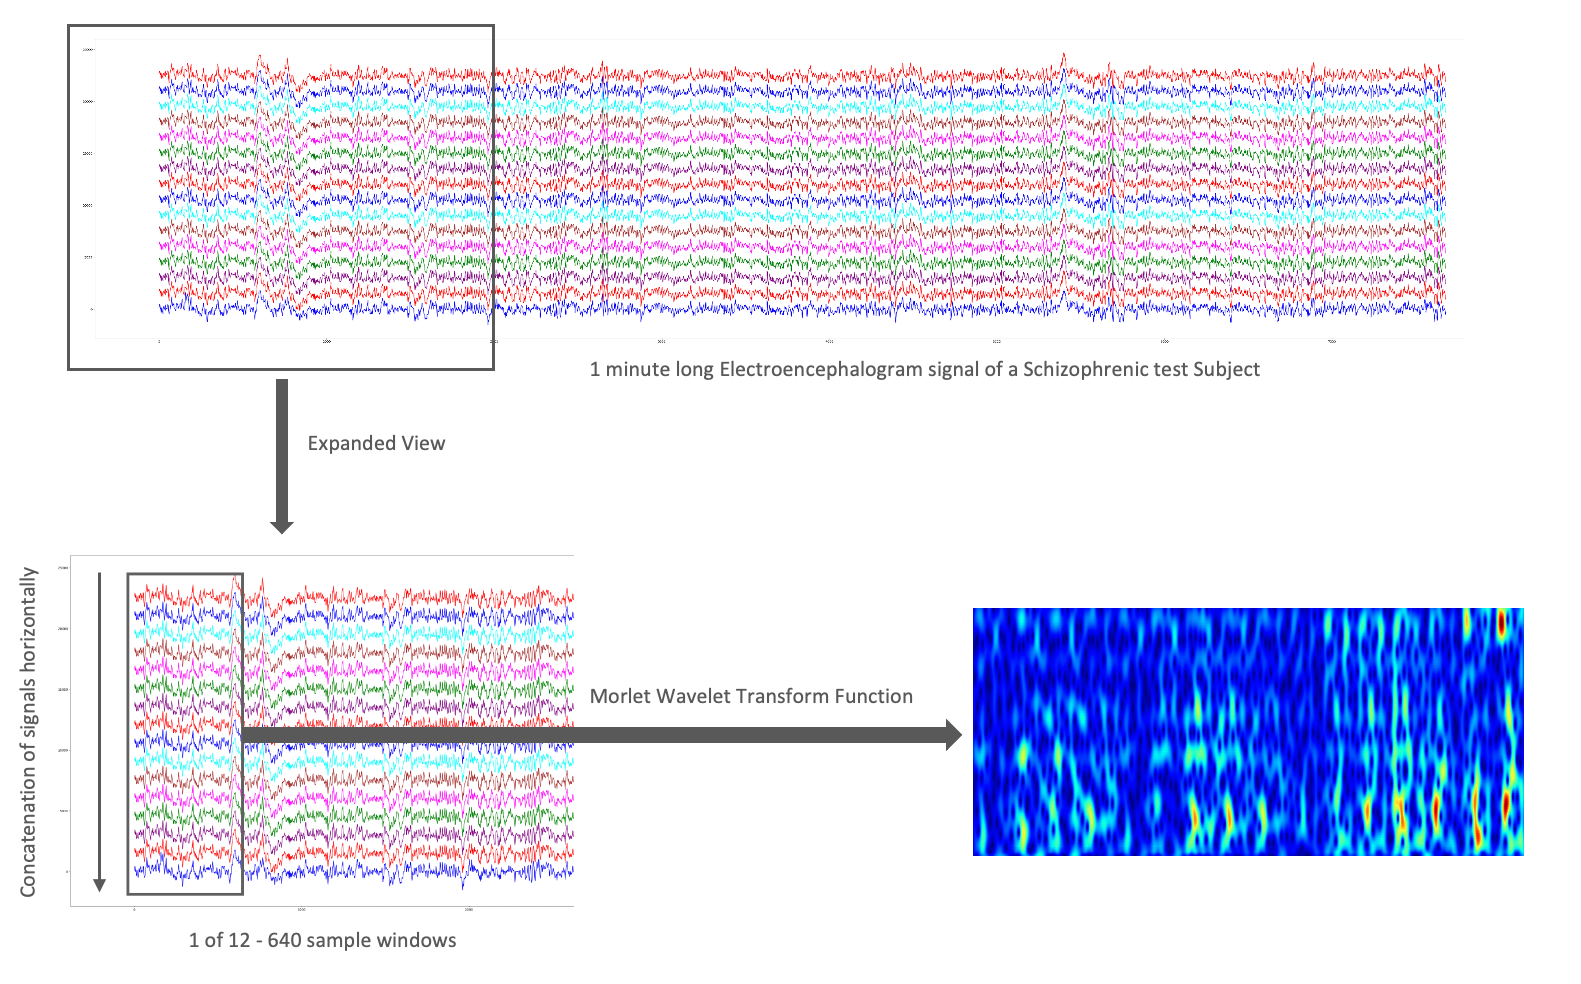 1 minute long Electroencephalogram signal of a Schizophrenic test Subject
Expanded View
Concatenation of signals horizontally
Morlet Wavelet Transform Function
1 of 12 - 640 sample windows